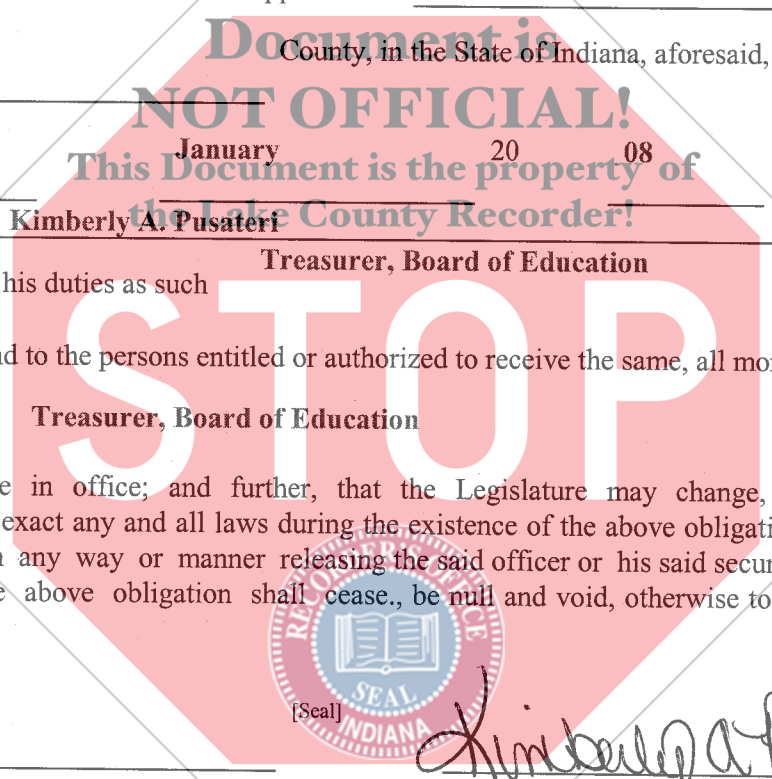 Document is
County, in the State of Indiana, aforesaid,
NOT OFFICIAL!
January 20 08
This Document is the property of
the Lake County Recorder!
Kimberly A. Pusateri
Treasurer, Board of Education
his duties as such
STOP
to the persons entitled or authorized to receive the same, all
Treasurer, Board of Education
in office; and further, that the Legislature may change,
exact any and all laws during the existence of the above
any way or manner releasing the said officer or his said
above obligation shall cease., be null and void, otherwise to
RECORDER'S OFFICE
SEAL
INDIANA
[Seal]
Kimberly A